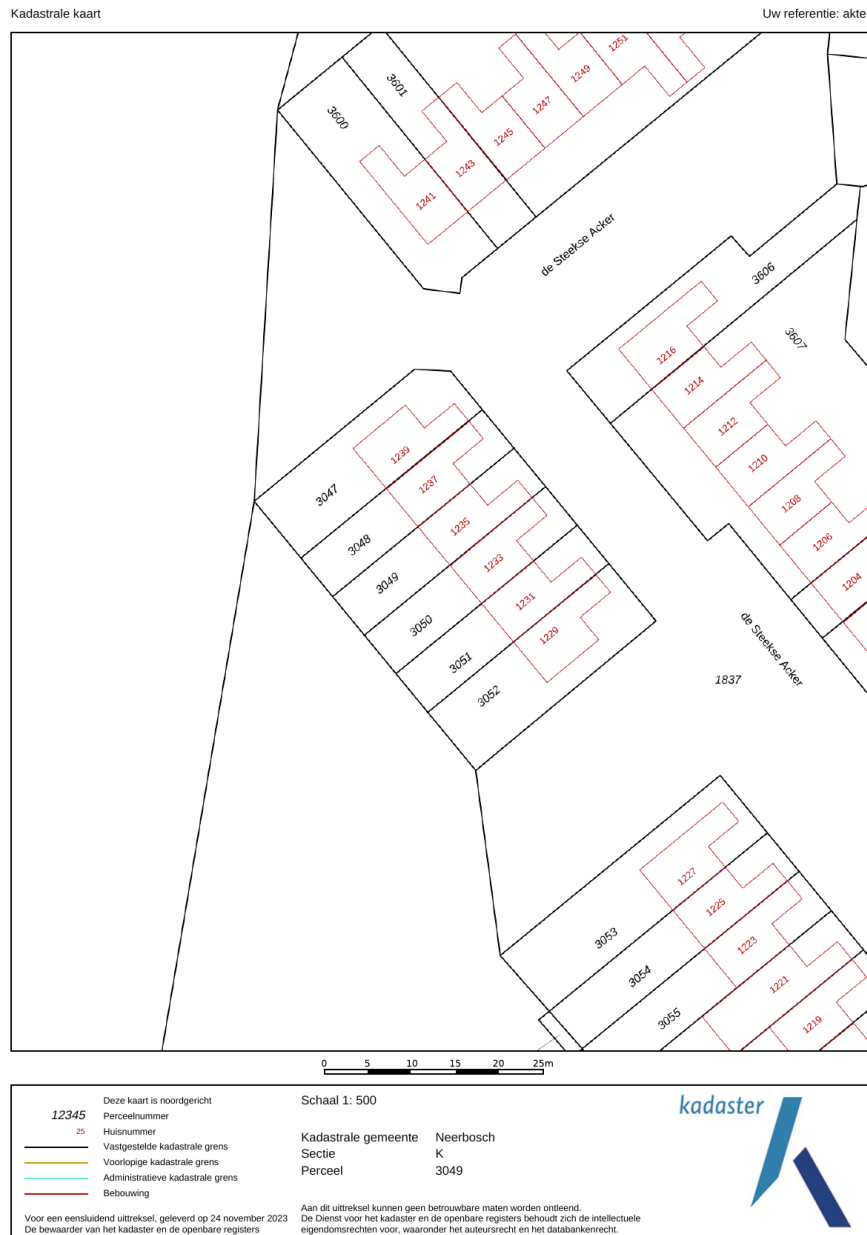 Kadastrale kaart
Uw referentie: akte
3601
3600
1251
1249
1247
1245
1243
1241
de Steekse Acker
3606
3607
1216
1214
1212
1210
1208
1206
1204
3047
1239
3048
1237
3049
1235
3050
1233
3051
1231
3052
1229
de Steekse Acker
1837
3053
1227
3054
1225
3055
1223
1221
1219
0 5 10 15 20 25m
Deze kaart is noordgericht
12345 Perceelnummer
25 Huisnummer
Vastgestelde kadastrale grens
Voorlopige kadastrale grens
Administratieve kadastrale grens
Bebouwing
Voor een eensluidend uittreksel, geleverd op 24 november 2023
De bewaarder van het kadaster en de openbare registers
Schaal 1: 500
Kadastrale gemeente Neerbosch
Sectie K
Perceel 3049
Aan dit uittreksel kunnen geen betrouwbare maten worden ontleend.
De Dienst voor het kadaster en de openbare registers behoudt zich de intellectuele
eigendomsrechten voor, waaronder het auteursrecht en het databankenrecht.
kadaster